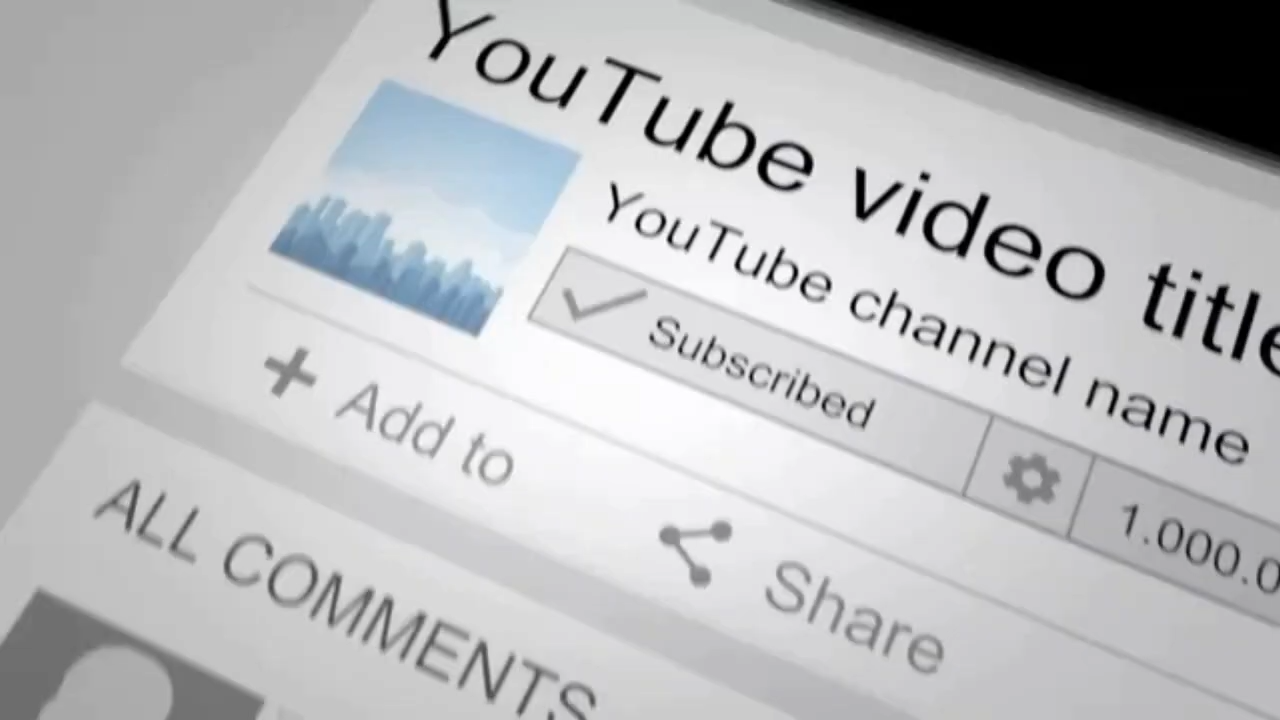 YouTube video title
YouTube channel name
Subscribed
1.000.0
Add to
Share
ALL COMMENTS